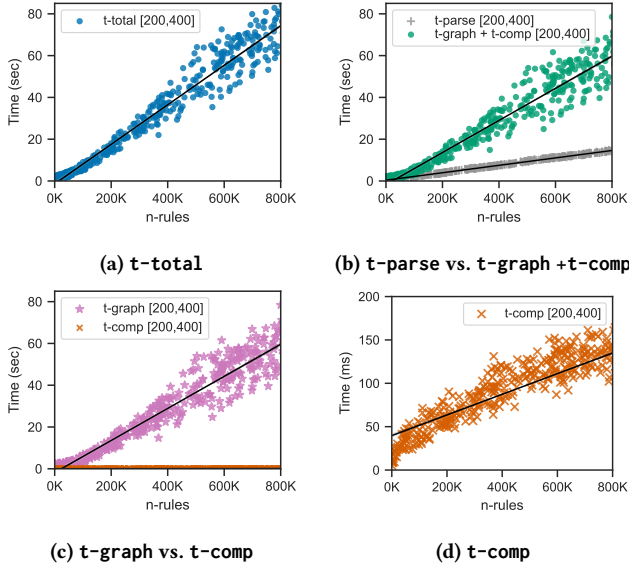 t-total [200,400]
80
60
40
20
0
Time (sec)
0K 200K 400K 600K 800K
n-rules
(a) t-total
t-parse [200,400]
t-graph + t-comp [200,400]
80
60
40
20
0
Time (sec)
0K 200K 400K 600K 800K
n-rules
(b) t-parse vs. t-graph +t-comp
t-graph [200,400]
t-comp [200,400]
80
60
40
20
0
Time (sec)
0K 200K 400K 600K 800K
n-rules
(c) t-graph vs. t-comp
t-comp [200,400]
200
150
100
50
0
Time (ms)
0K 200K 400K 600K 800K
n-rules
(d) t-comp